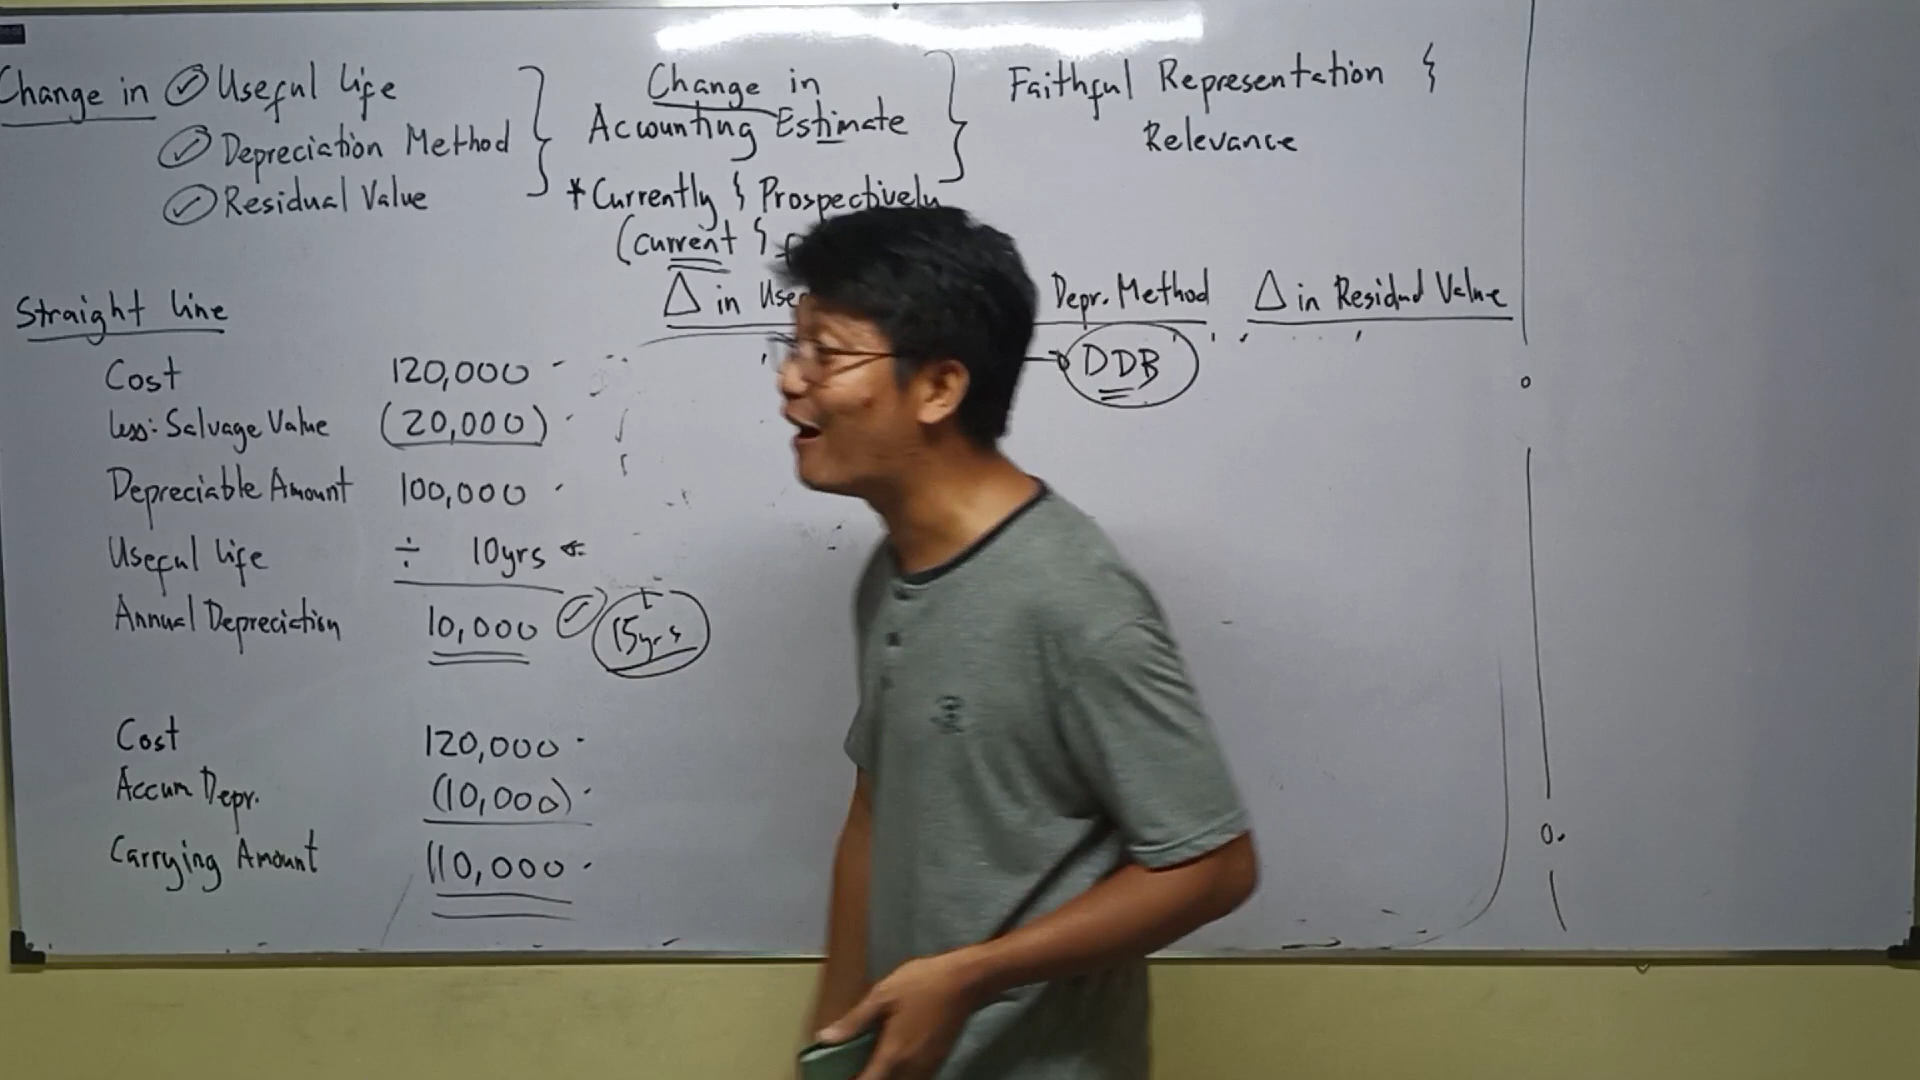 Change in ✓ Useful life
✓ Depreciation Method
✓ Residual Value
Change in
Accounting Estimate
* Currently & Prospectively
(current &
Faithful Representation &
Relevance
Δ in Depr. Method Δ in Residual Value
DDB
Straight line
Cost 120,000
less: Salvage Value (20,000)
Depreciable Amount 100,000
Useful life ÷ 10yrs
Annual Depreciation 10,000 ✓ 15yrs
Cost 120,000
Accum Depr. (10,000)
Carrying Amount 110,000